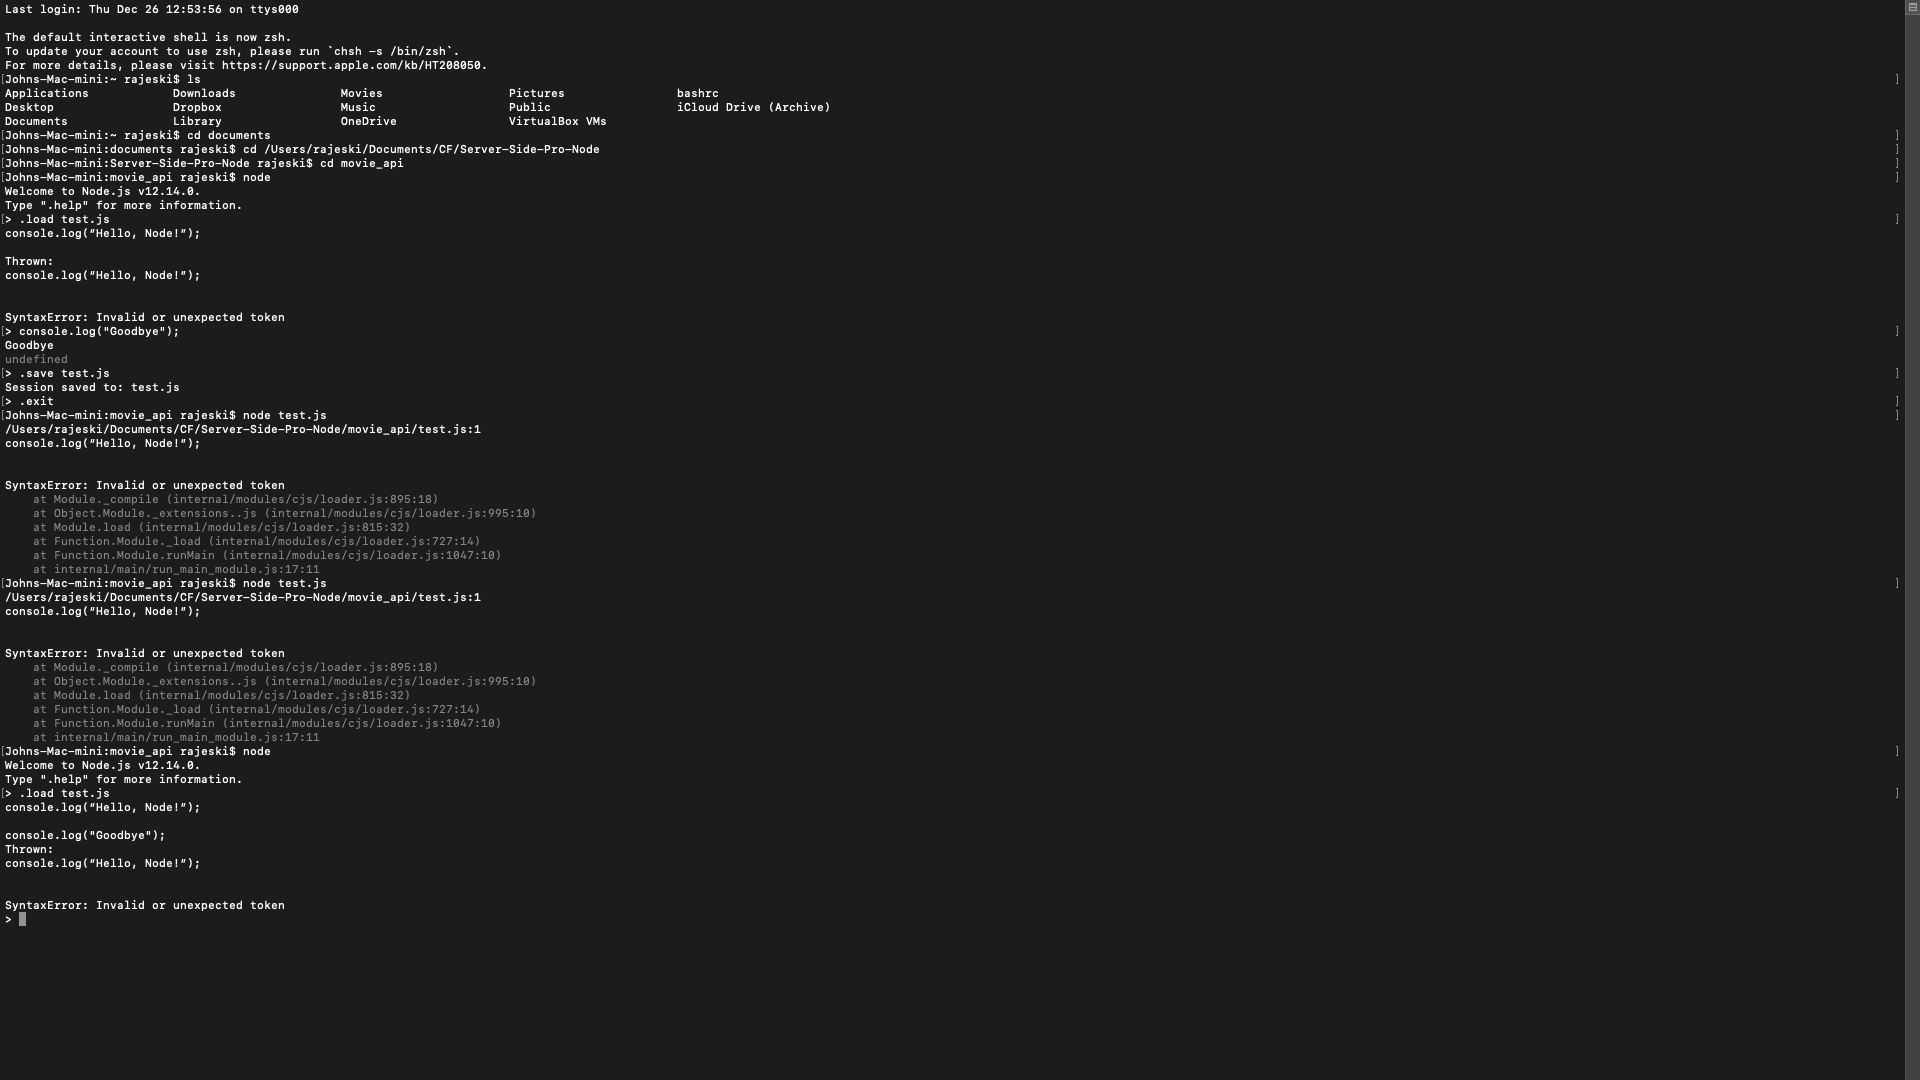 Last login: Thu Dec 26 12:53:56 on ttys000
The default interactive shell is now zsh.
To update your account to use zsh, please run `chsh -s /bin/zsh`.
For more details, please visit https://support.apple.com/kb/HT208050.
[Johns-Mac-mini:~ rajeski$ ls ]
Applications Downloads Movies Pictures bashrc
Desktop Dropbox Music Public iCloud Drive (Archive)
Documents Library OneDrive VirtualBox VMs
[Johns-Mac-mini:~ rajeski$ cd documents ]
[Johns-Mac-mini:documents rajeski$ cd /Users/rajeski/Documents/CF/Server-Side-Pro-Node ]
[Johns-Mac-mini:Server-Side-Pro-Node rajeski$ cd movie_api ]
[Johns-Mac-mini:movie_api rajeski$ node ]
Welcome to Node.js v12.14.0.
Type ".help" for more information.
[> .load test.js ]
console.log(“Hello, Node!”);
Thrown:
console.log(“Hello, Node!”);
SyntaxError: Invalid or unexpected token
[> console.log("Goodbye"); ]
Goodbye
undefined
[> .save test.js ]
Session saved to: test.js
[> .exit ]
[Johns-Mac-mini:movie_api rajeski$ node test.js ]
/Users/rajeski/Documents/CF/Server-Side-Pro-Node/movie_api/test.js:1
console.log(“Hello, Node!”);
SyntaxError: Invalid or unexpected token
at Module._compile (internal/modules/cjs/loader.js:895:18)
at Object.Module._extensions..js (internal/modules/cjs/loader.js:995:10)
at Module.load (internal/modules/cjs/loader.js:815:32)
at Function.Module._load (internal/modules/cjs/loader.js:727:14)
at Function.Module.runMain (internal/modules/cjs/loader.js:1047:10)
at internal/main/run_main_module.js:17:11
[Johns-Mac-mini:movie_api rajeski$ node test.js ]
/Users/rajeski/Documents/CF/Server-Side-Pro-Node/movie_api/test.js:1
console.log(“Hello, Node!”);
SyntaxError: Invalid or unexpected token
at Module._compile (internal/modules/cjs/loader.js:895:18)
at Object.Module._extensions..js (internal/modules/cjs/loader.js:995:10)
at Module.load (internal/modules/cjs/loader.js:815:32)
at Function.Module._load (internal/modules/cjs/loader.js:727:14)
at Function.Module.runMain (internal/modules/cjs/loader.js:1047:10)
at internal/main/run_main_module.js:17:11
[Johns-Mac-mini:movie_api rajeski$ node ]
Welcome to Node.js v12.14.0.
Type ".help" for more information.
[> .load test.js ]
console.log(“Hello, Node!”);
console.log("Goodbye");
Thrown:
console.log(“Hello, Node!”);
SyntaxError: Invalid or unexpected token
>